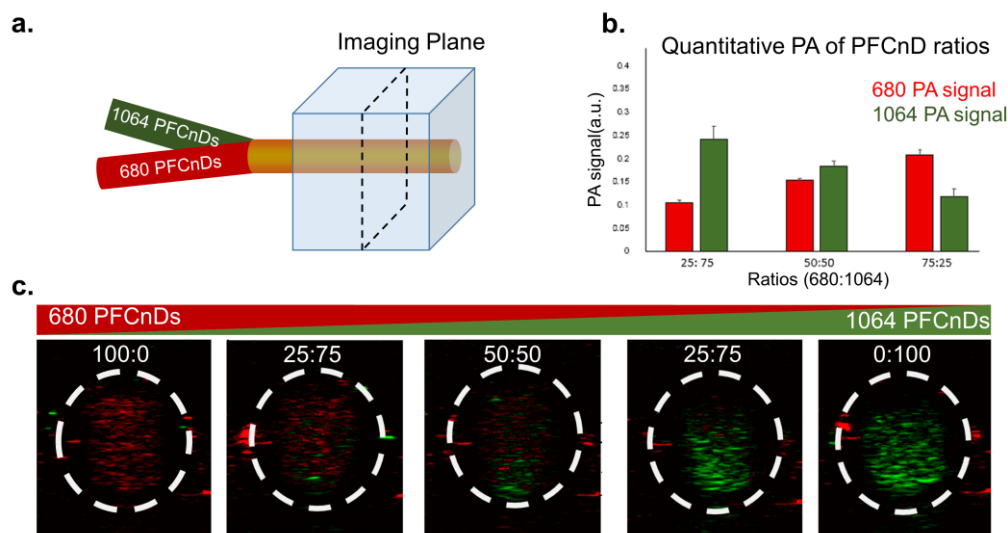 a.
Imaging Plane
1064 PFCnDs
680 PFCnDs
b.
Quantitative PA of PFCnD ratios
680 PA signal
1064 PA signal
PA signal(a.u.)
0.4
0.35
0.3
0.25
0.2
0.15
0.1
0.05
0
25: 75
50:50
75:25
Ratios (680:1064)
c.
680 PFCnDs
1064 PFCnDs
100:0
25:75
50:50
25:75
0:100